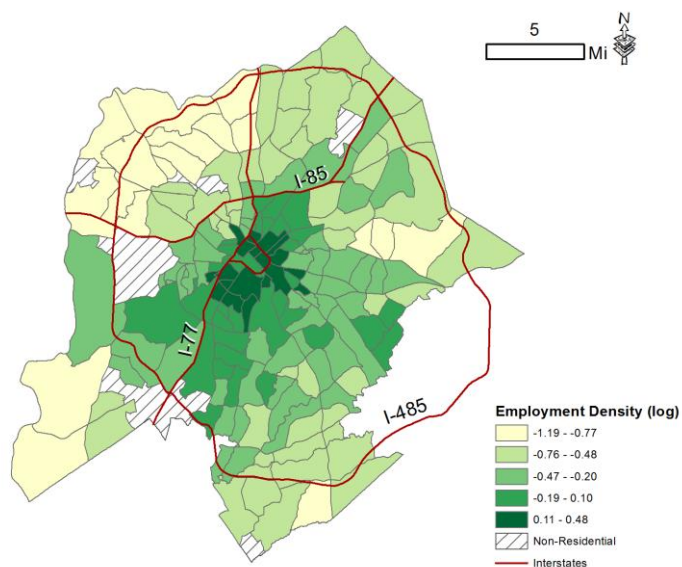 N
5
Mi
I-85
I-77
I-485
Employment Density (log)
-1.19 - -0.77
-0.76 - -0.48
-0.47 - -0.20
-0.19 - 0.10
0.11 - 0.48
Non-Residential
Interstates